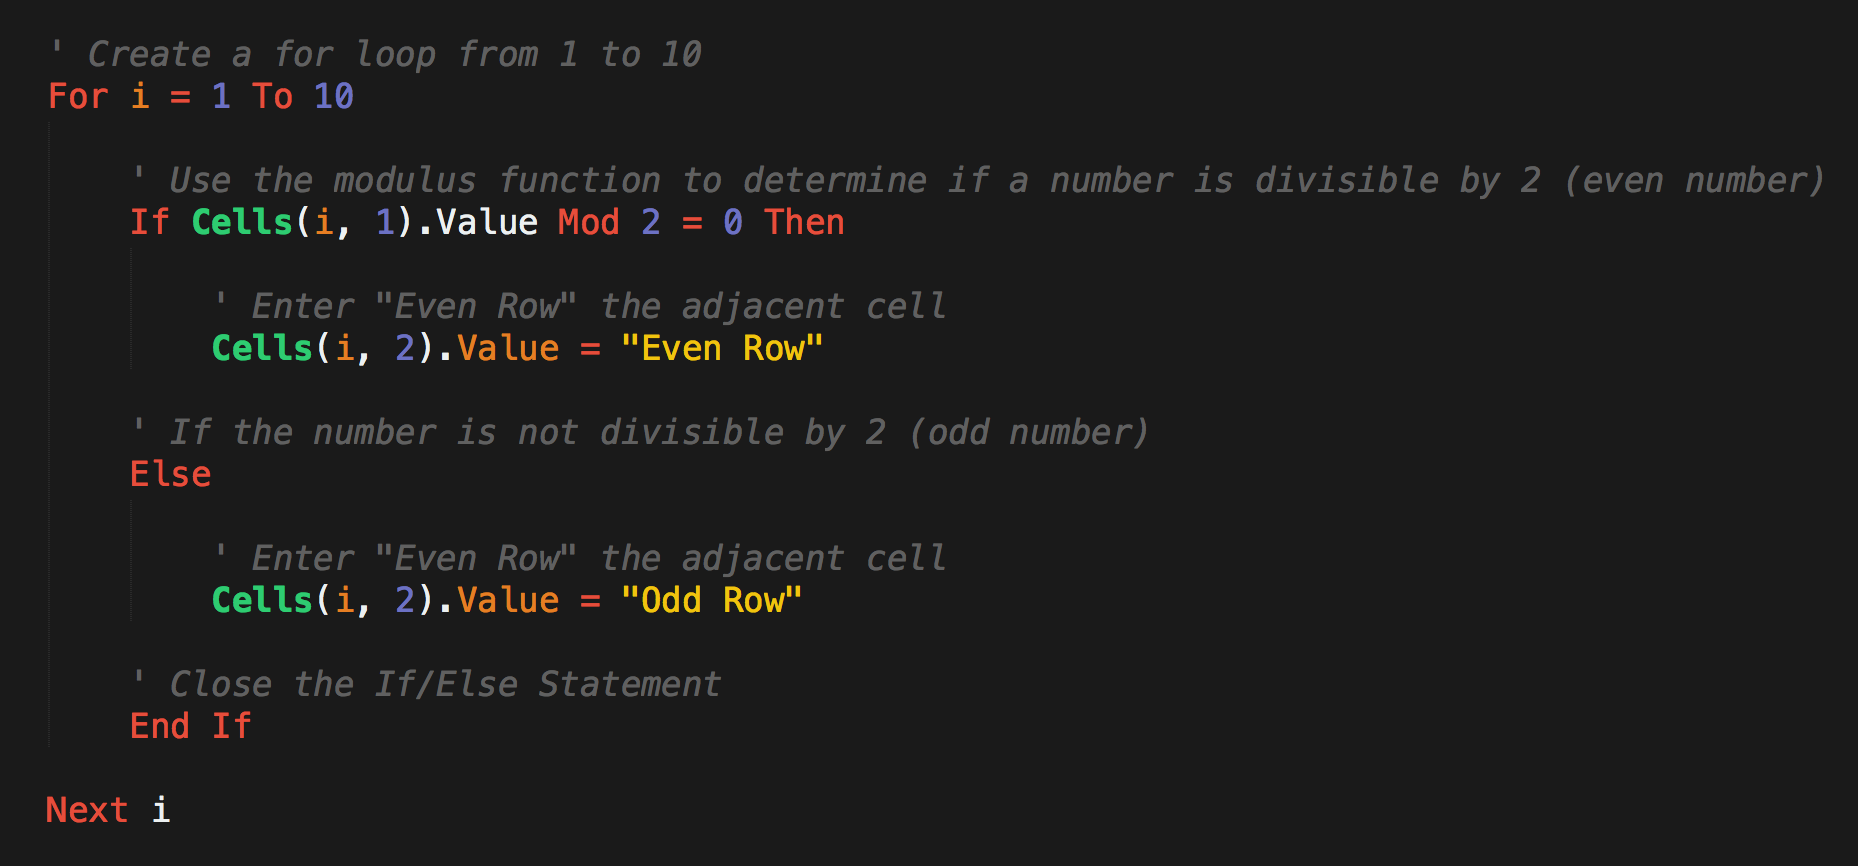 ' Create a for loop from 1 to 10
For i = 1 To 10
' Use the modulus function to determine if a number is divisible by 2 (even number)
If Cells(i, 1).Value Mod 2 = 0 Then
' Enter "Even Row" the adjacent cell
Cells(i, 2).Value = "Even Row"
' If the number is not divisible by 2 (odd number)
Else
' Enter "Even Row" the adjacent cell
Cells(i, 2).Value = "Odd Row"
' Close the If/Else Statement
End If
Next i